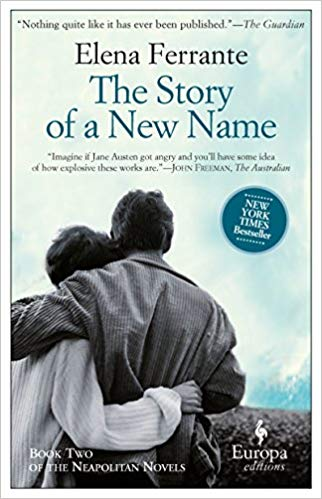 "Nothing quite like it has ever been published."—The Guardian
Elena Ferrante
The Story
of a New Name
"Imagine if Jane Austen got angry and you'll have some idea
of how explosive these works are."—JOHN FREEMAN, The Australian
NEW
YORK
TIMES
Bestseller
BOOK TWO
OF THE NEAPOLITAN NOVELS
Europa
editions